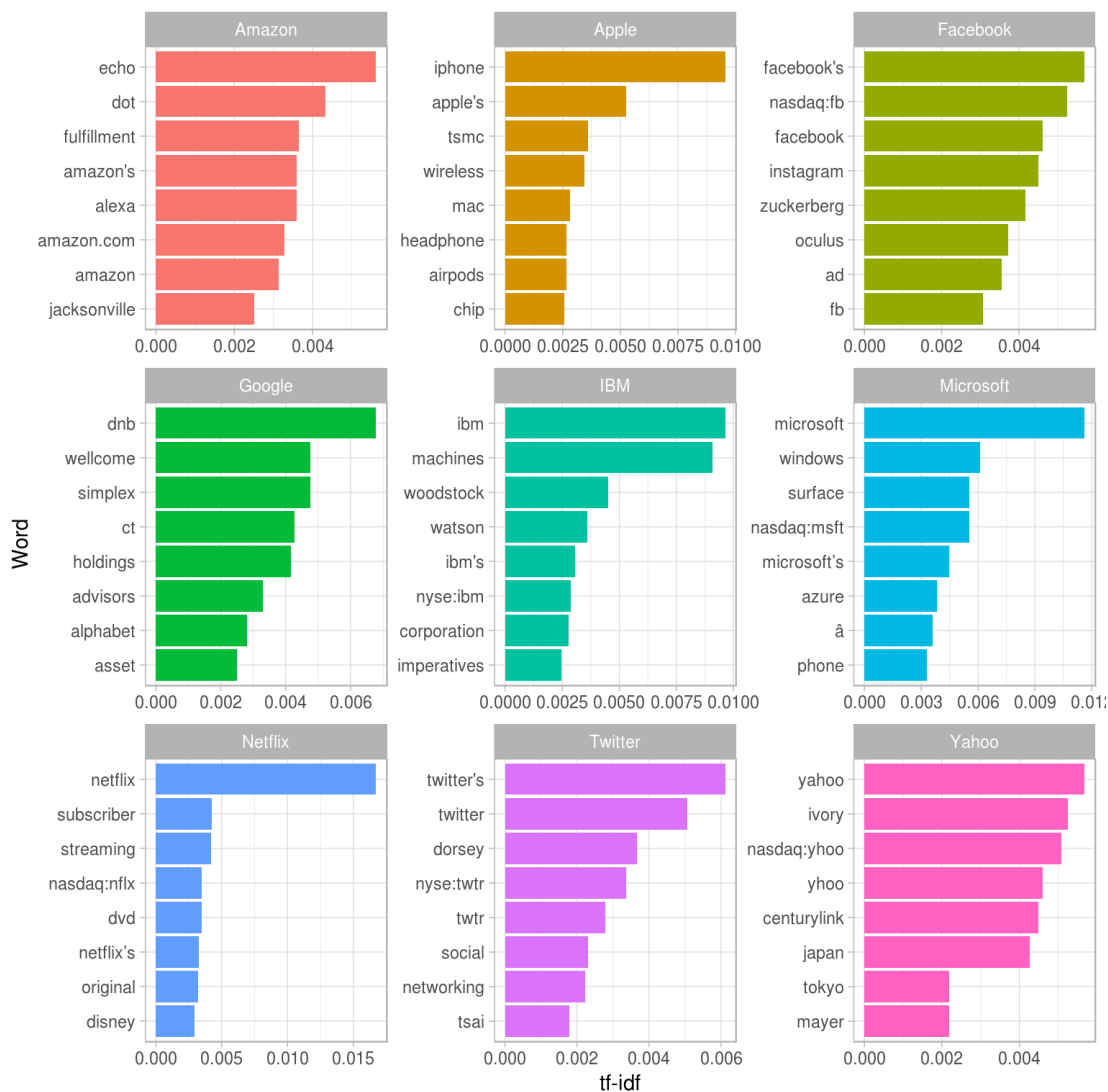 Amazon
echo
dot
fulfillment
amazon's
alexa
amazon.com
amazon
jacksonville
0.000 0.002 0.004
Apple
iphone
apple's
tsmc
wireless
mac
headphone
airpods
chip
0.0000 0.0025 0.0050 0.0075 0.0100
Facebook
facebook's
nasdaq:fb
facebook
instagram
zuckerberg
oculus
ad
fb
0.000 0.002 0.004
Word
Google
dnb
wellcome
simplex
ct
holdings
advisors
alphabet
asset
0.000 0.002 0.004 0.006
IBM
ibm
machines
woodstock
watson
ibm's
nyse:ibm
corporation
imperatives
0.0000 0.0025 0.0050 0.0075 0.0100
Microsoft
microsoft
windows
surface
nasdaq:msft
microsoft’s
azure
â
phone
0.000 0.003 0.006 0.009 0.012
Netflix
netflix
subscriber
streaming
nasdaq:nflx
dvd
netflix’s
original
disney
0.000 0.005 0.010 0.015
Twitter
twitter's
twitter
dorsey
nyse:twtr
twtr
social
networking
tsai
0.000 0.002 0.004 0.006
Yahoo
yahoo
ivory
nasdaq:yhoo
yhoo
centurylink
japan
tokyo
mayer
0.000 0.002 0.004
tf-idf